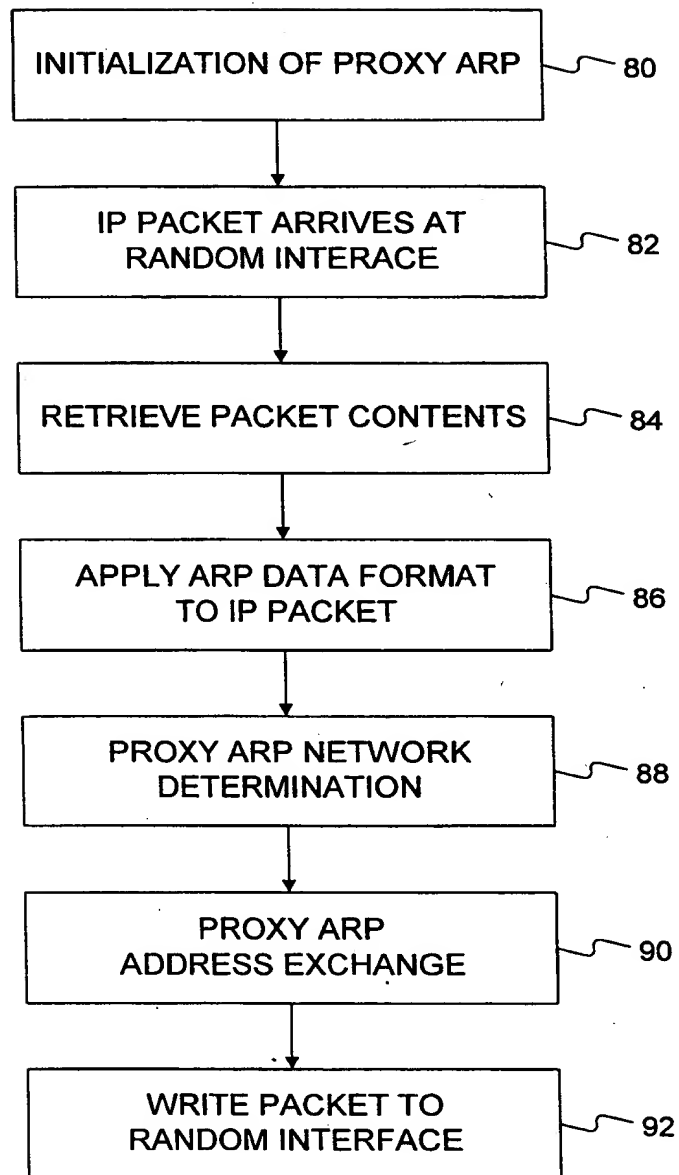 INITIALIZATION OF PROXY ARP 80
IP PACKET ARRIVES AT
RANDOM INTERACE 82
RETRIEVE PACKET CONTENTS 84
APPLY ARP DATA FORMAT
TO IP PACKET 86
PROXY ARP NETWORK
DETERMINATION 88
PROXY ARP
ADDRESS EXCHANGE 90
WRITE PACKET TO
RANDOM INTERFACE 92